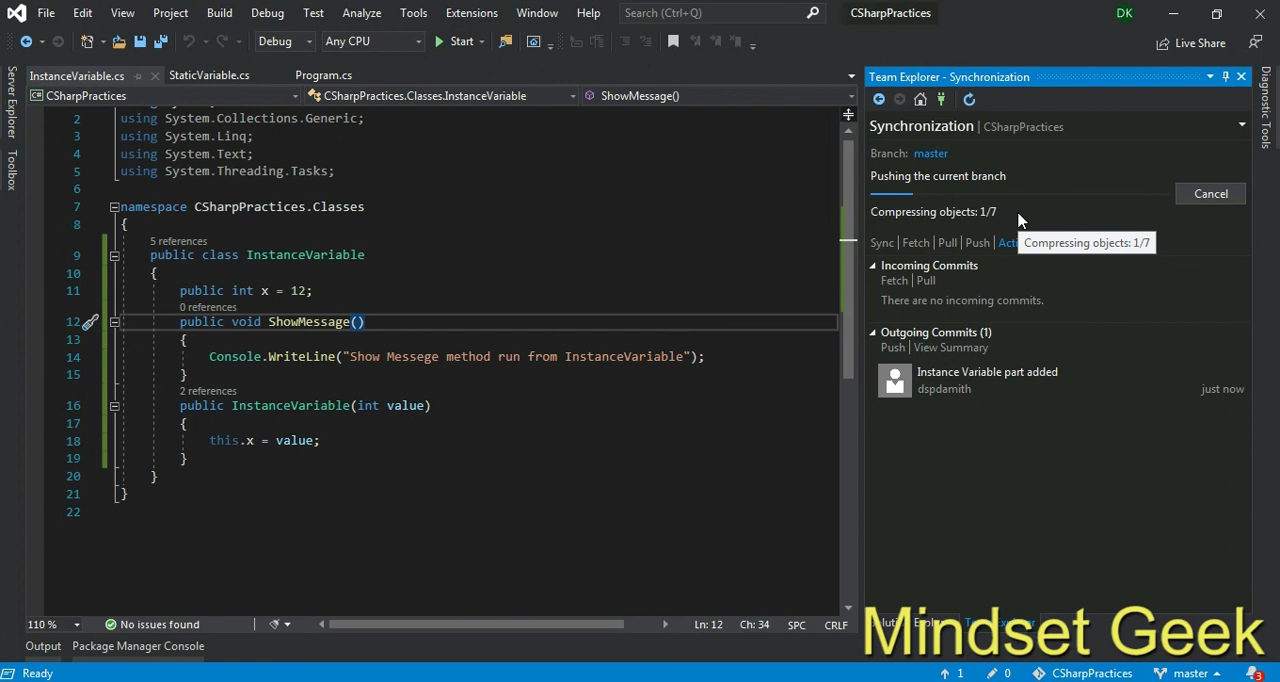 File Edit View Project Build Debug Test Analyze Tools Extensions Window Help Search (Ctrl+Q) CSharpPractices DK
Debug Any CPU Start Live Share
InstanceVariable.cs StaticVariable.cs Program.cs
CSharpPractices CSharpPractices.Classes.InstanceVariable ShowMessage()
Server Explorer
Toolbox
2 using System.Collections.Generic;
3 using System.Linq;
4 using System.Text;
5 using System.Threading.Tasks;
6
7 namespace CSharpPractices.Classes
8 {
5 references
9 public class InstanceVariable
10 {
11 public int x = 12;
0 references
12 public void ShowMessage()
13 {
14 Console.WriteLine("Show Messege method run from InstanceVariable");
15 }
2 references
16 public InstanceVariable(int value)
17 {
18 this.x = value;
19 }
20 }
21 }
22
110 % No issues found Ln: 12 Ch: 34 SPC CRLF
Output Package Manager Console
Team Explorer - Synchronization
Synchronization | CSharpPractices
Branch: master
Pushing the current branch
Cancel
Compressing objects: 1/7
Sync | Fetch | Pull | Push | Acti
Compressing objects: 1/7
Incoming Commits
Fetch | Pull
There are no incoming commits.
Outgoing Commits (1)
Push | View Summary
Instance Variable part added
dspdamith just now
Diagnostic Tools
Mindset Geek
Ready 1 0 CSharpPractices master 3